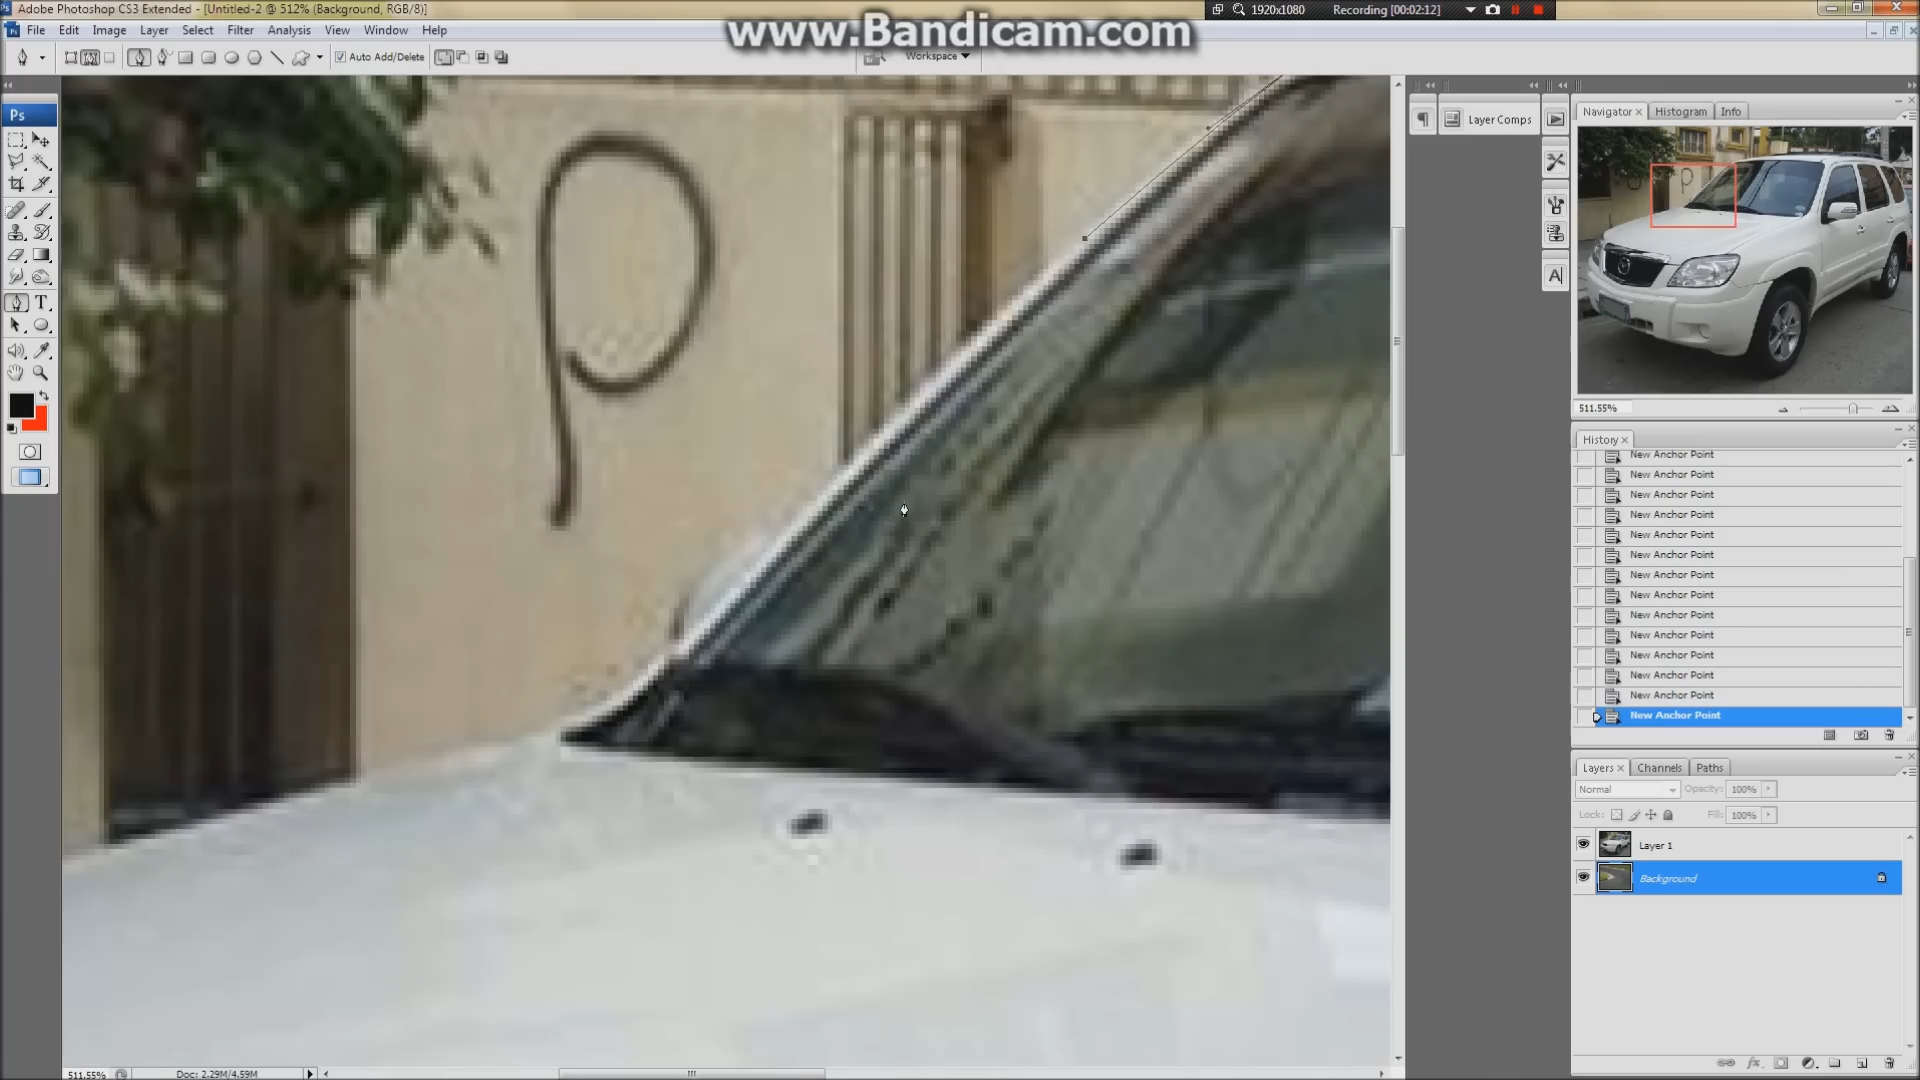 Adobe Photoshop CS3 Extended - [Untitled-2 @ 512% (Background, RGB/8)]
1920x1080
Recording [00:02:12]
www.Bandicam.com
File Edit Image Layer Select Filter Analysis View Window Help
Auto Add/Delete
Workspace
Ps
Layer Comps
Navigator
Histogram
Info
T
A
P
511.55%
History
New Anchor Point
New Anchor Point
New Anchor Point
New Anchor Point
New Anchor Point
New Anchor Point
New Anchor Point
New Anchor Point
New Anchor Point
New Anchor Point
New Anchor Point
New Anchor Point
New Anchor Point
New Anchor Point
Layers
Channels
Paths
Normal
Opacity: 100%
Lock:
Fill: 100%
Layer 1
Background
511.55%
Doc: 2.29M/4.59M